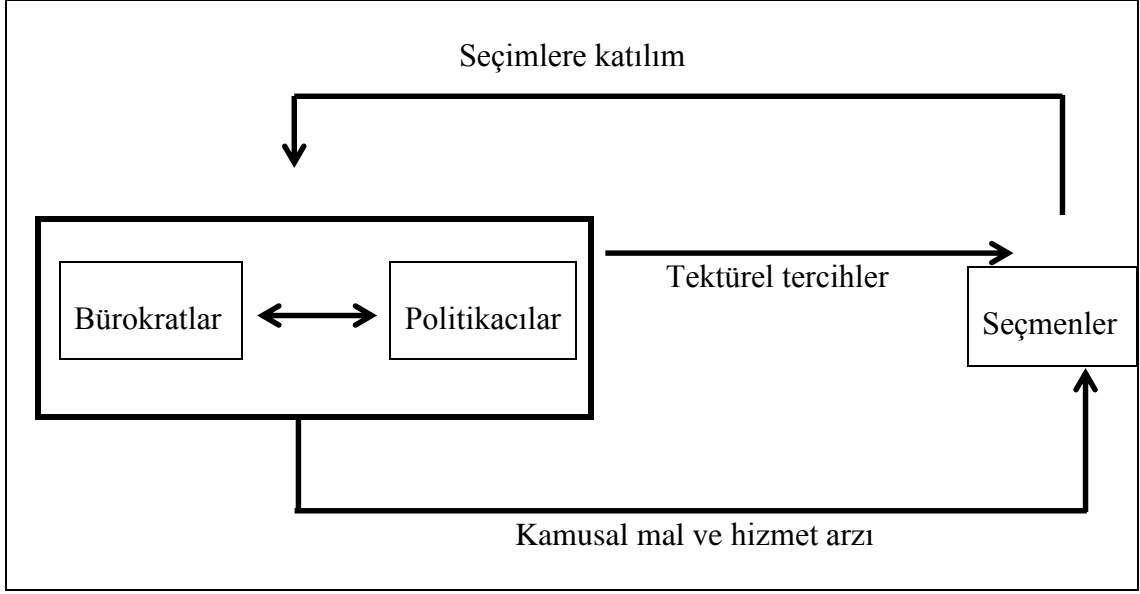 Seçimlere katılım
Tektürel tercihler
Bürokratlar
Politikacılar
Seçmenler
Kamusal mal ve hizmet arzı